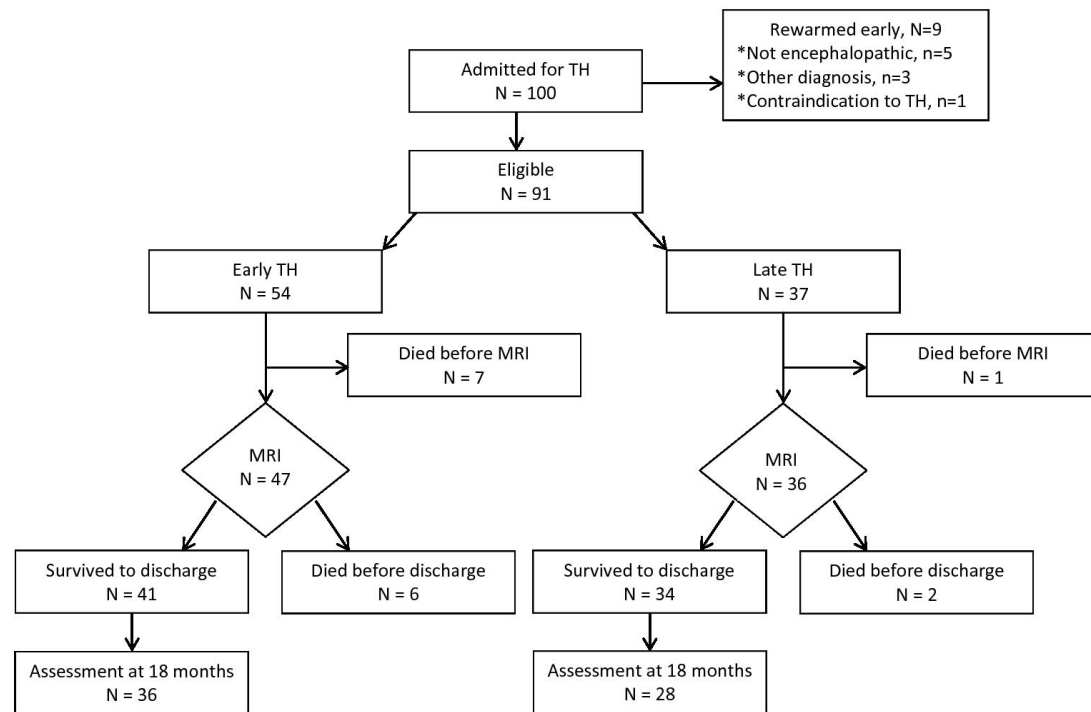 Admitted for TH
N = 100
Rewarmed early, N=9
*Not encephalopathic, n=5
*Other diagnosis, n=3
*Contraindication to TH, n=1
Eligible
N = 91
Early TH
N = 54
Late TH
N = 37
Died before MRI
N = 7
Died before MRI
N = 1
MRI
N = 47
MRI
N = 36
Survived to discharge
N = 41
Died before discharge
N = 6
Survived to discharge
N = 34
Died before discharge
N = 2
Assessment at 18 months
N = 36
Assessment at 18 months
N = 28